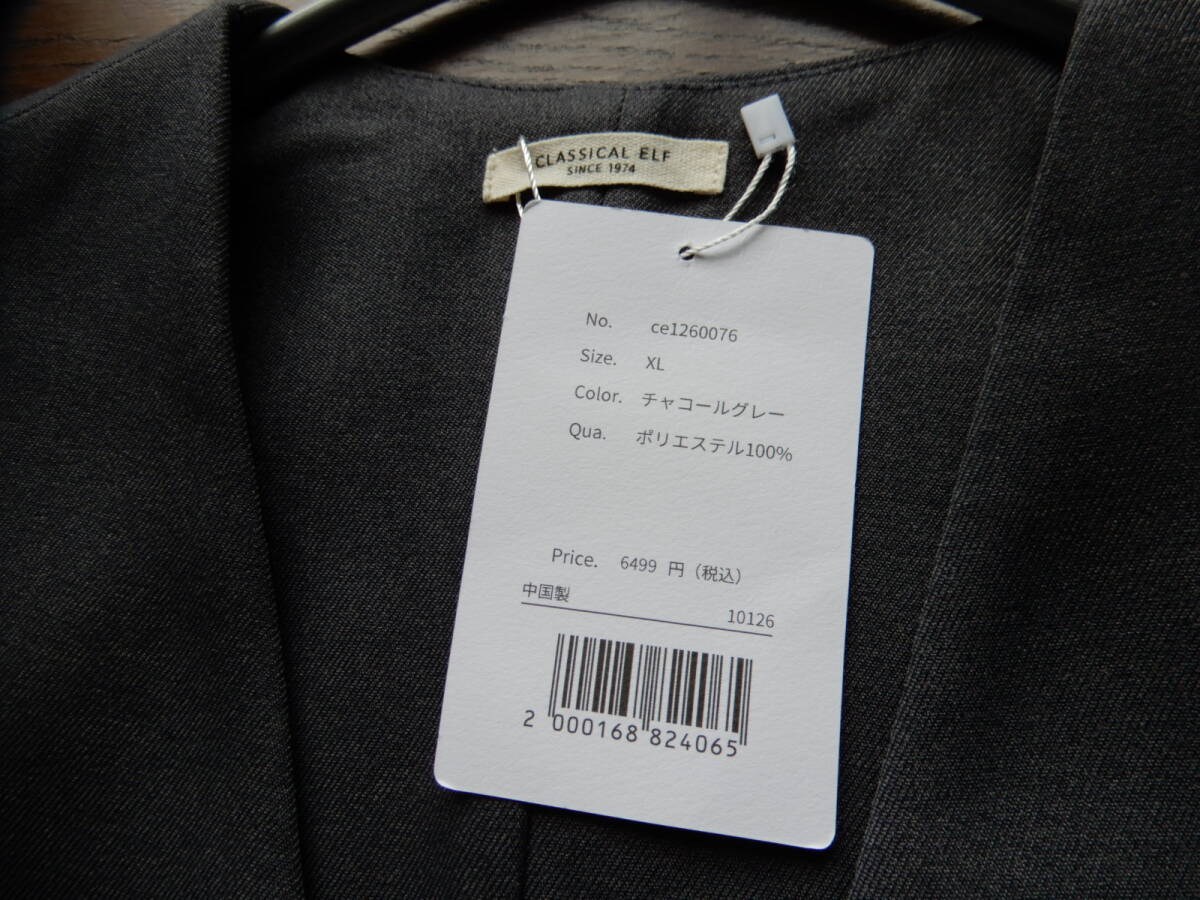 CLASSICAL ELF
SINCE 1974
No. ce1260076
Size. XL
Color. チャコールグレー
Qua. ポリエステル100%
Price. 6499 円（税込）
中国製
10126
2 000168 824065